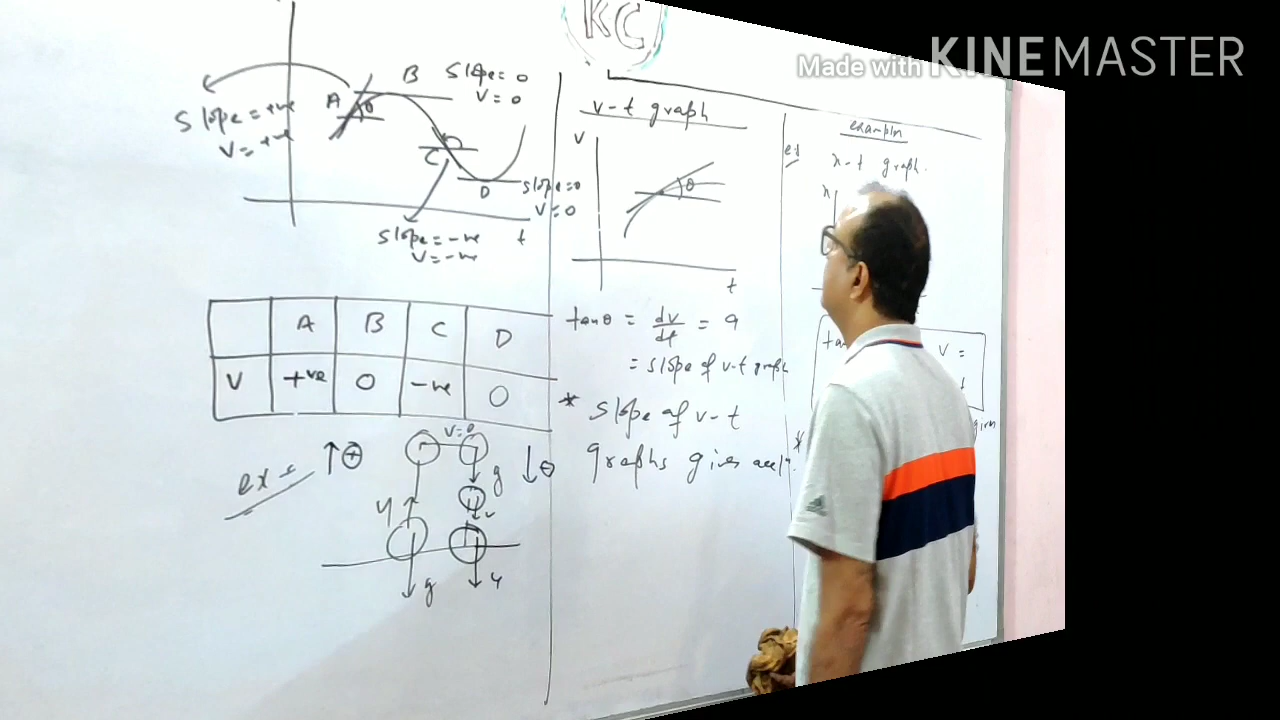 KC
Made with KINEMASTER
A
B
Slope = 0
V = 0
θ
Slope = +ve
V = +ve
C
D
Slope = 0
V = 0
Slope = -ve
V = -ve
t
A B C D
V +ve 0 -ve 0
ex
↑ ⊕
V = 0
↓ ⊖
g
u
v
g
u
v-t graph
V
θ
t
tanθ = dv/dt = a
= slope of v-t graph
* Slope of v-t
graphs gives accl
example
x-t graph.
x
V =